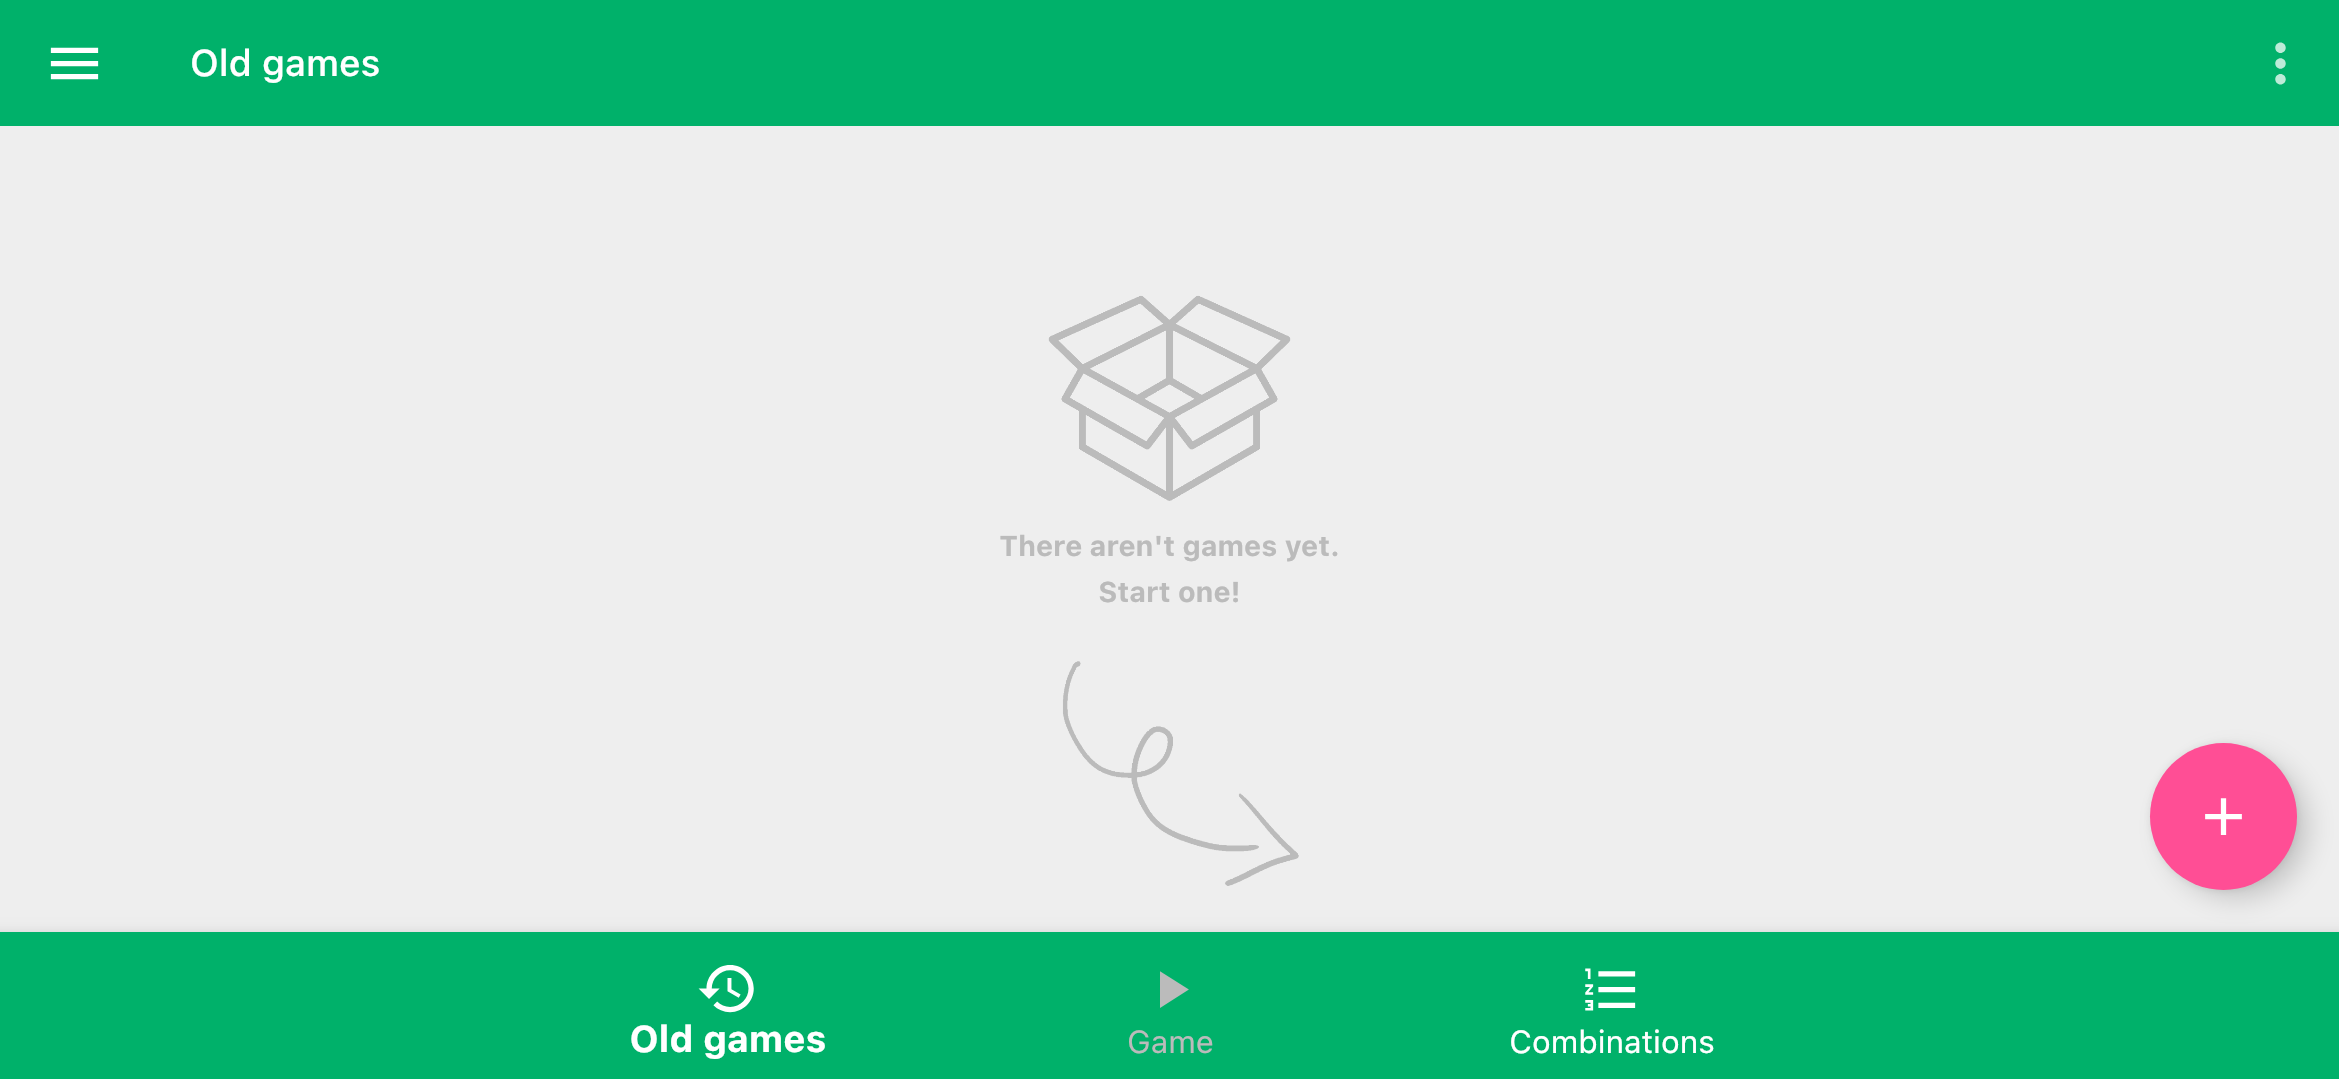 Old games
There aren't games yet.
Start one!
Old games
Game
Combinations